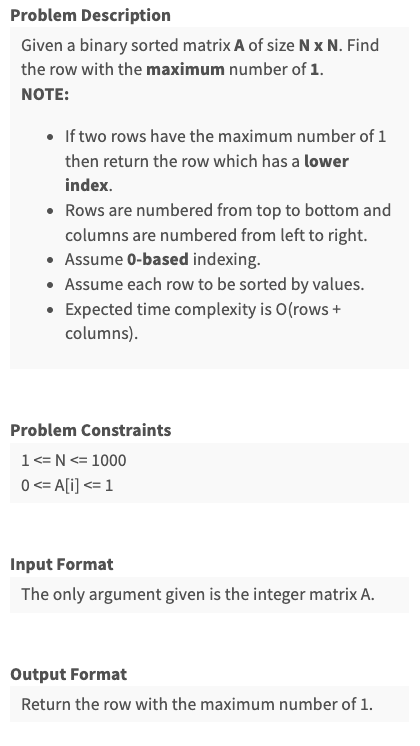 Problem Description
Given a binary sorted matrix A of size N x N. Find
the row with the maximum number of 1.
NOTE:
• If two rows have the maximum number of 1
then return the row which has a lower
index.
• Rows are numbered from top to bottom and
columns are numbered from left to right.
• Assume 0-based indexing.
• Assume each row to be sorted by values.
• Expected time complexity is O(rows +
columns).
Problem Constraints
1 <= N <= 1000
0 <= A[i] <= 1
Input Format
The only argument given is the integer matrix A.
Output Format
Return the row with the maximum number of 1.